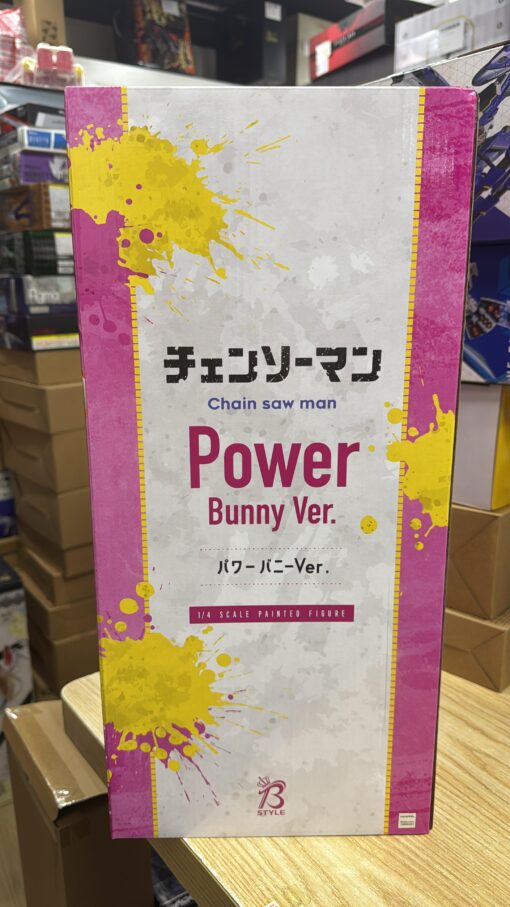 チェンソーマン
Chain saw man
Power
Bunny Ver.
パワー バニーVer.
1/4 SCALE PAINTED FIGURE
B
STYLE
figma